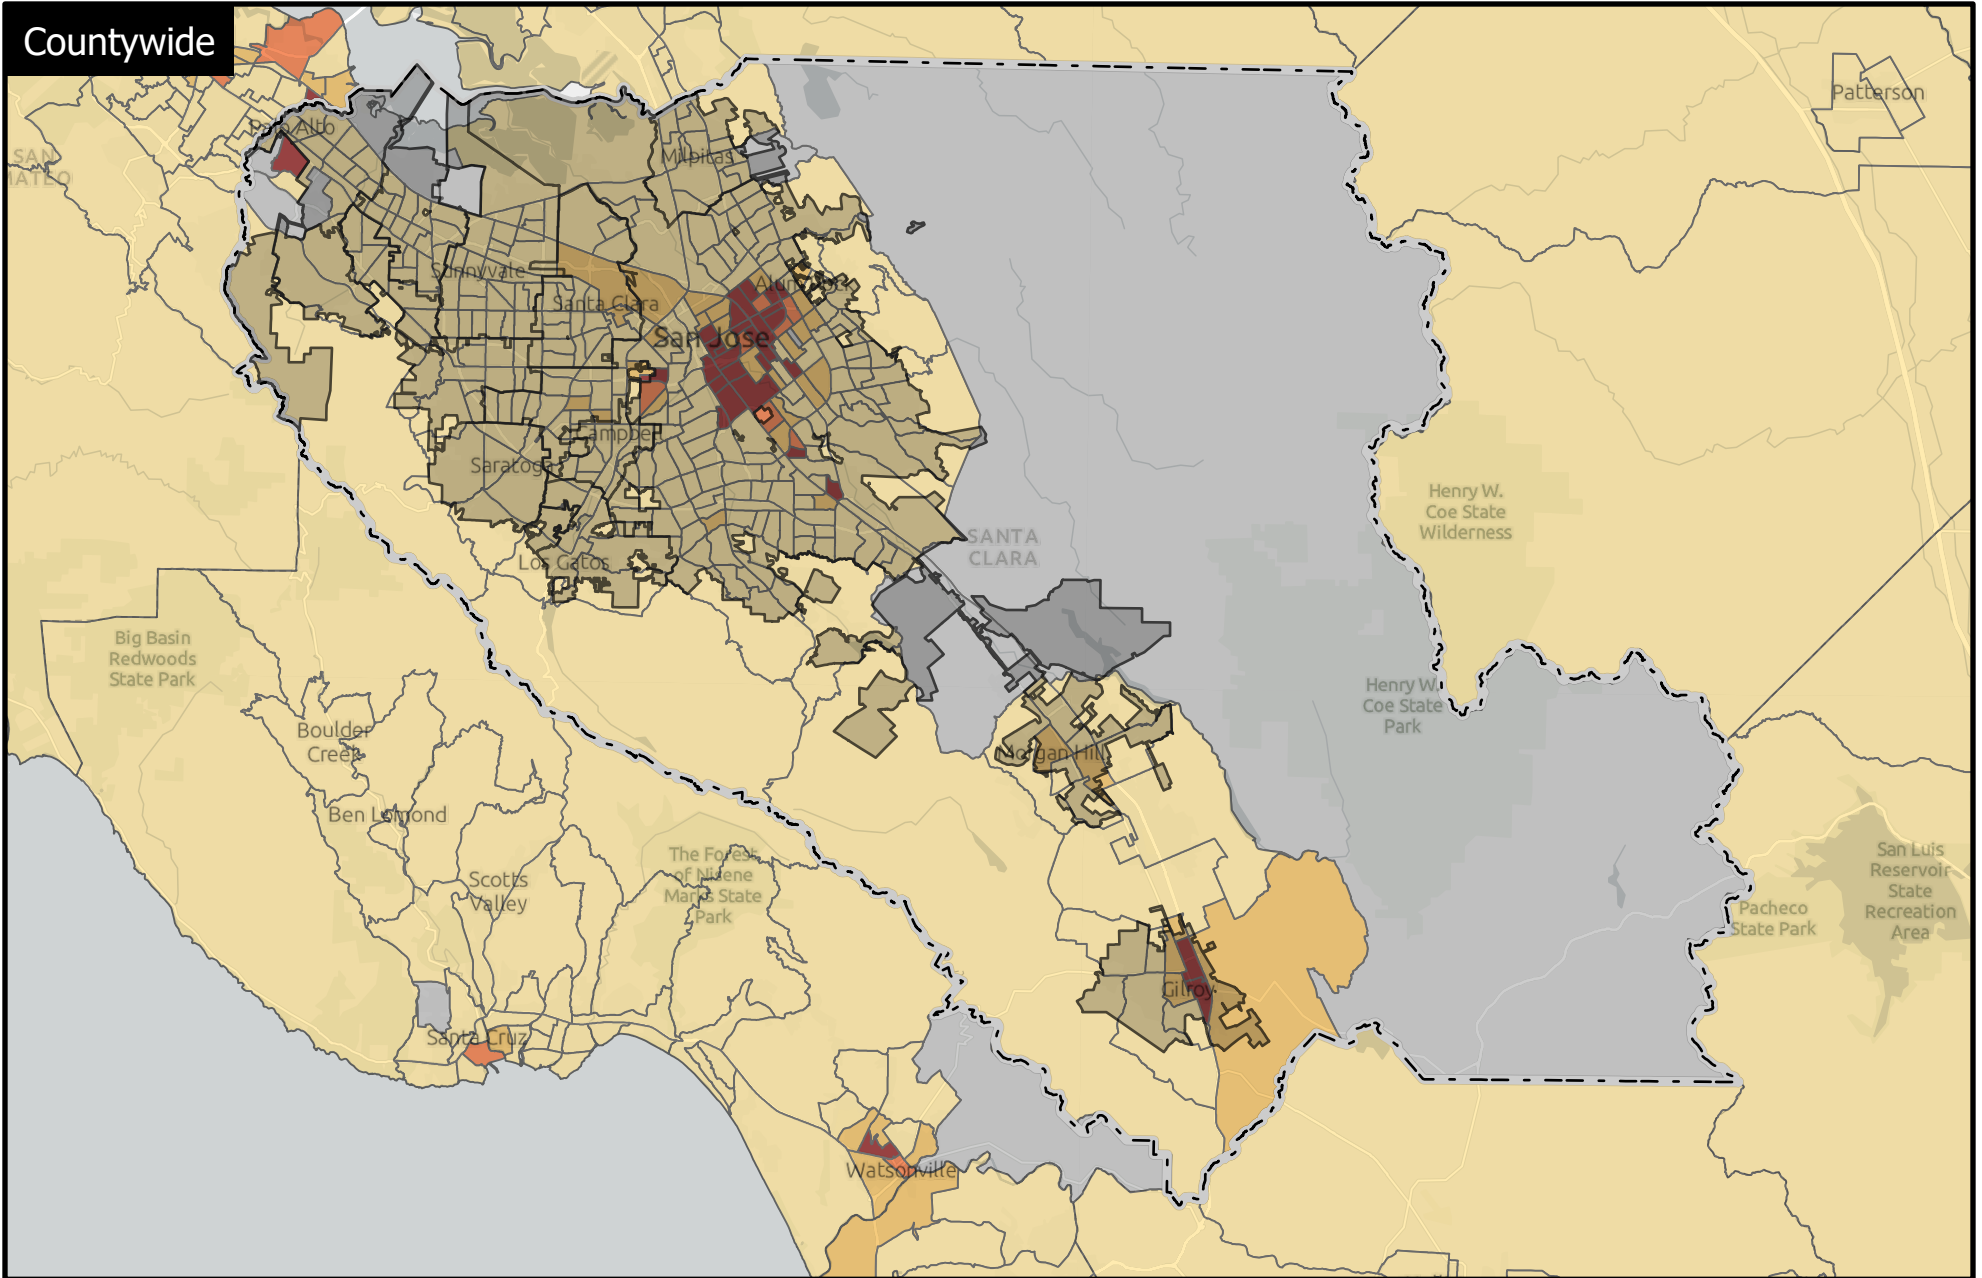 Countywide
Patterson
Palo Alto
SAN
MATEO
Milpitas
Sunnyvale
Santa Clara
Alum Rock
San Jose
Campbell
Saratoga
Henry W.
Coe State
Wilderness
SANTA
CLARA
Los Gatos
Big Basin
Redwoods
State Park
Henry W.
Coe State
Park
Boulder
Creek
Morgan Hill
Ben Lomond
The Forest
of Nisene
Marks State
Park
Scotts
Valley
San Luis
Reservoir
State
Recreation
Area
Pacheco
State Park
Gilroy
Santa Cruz
Watsonville